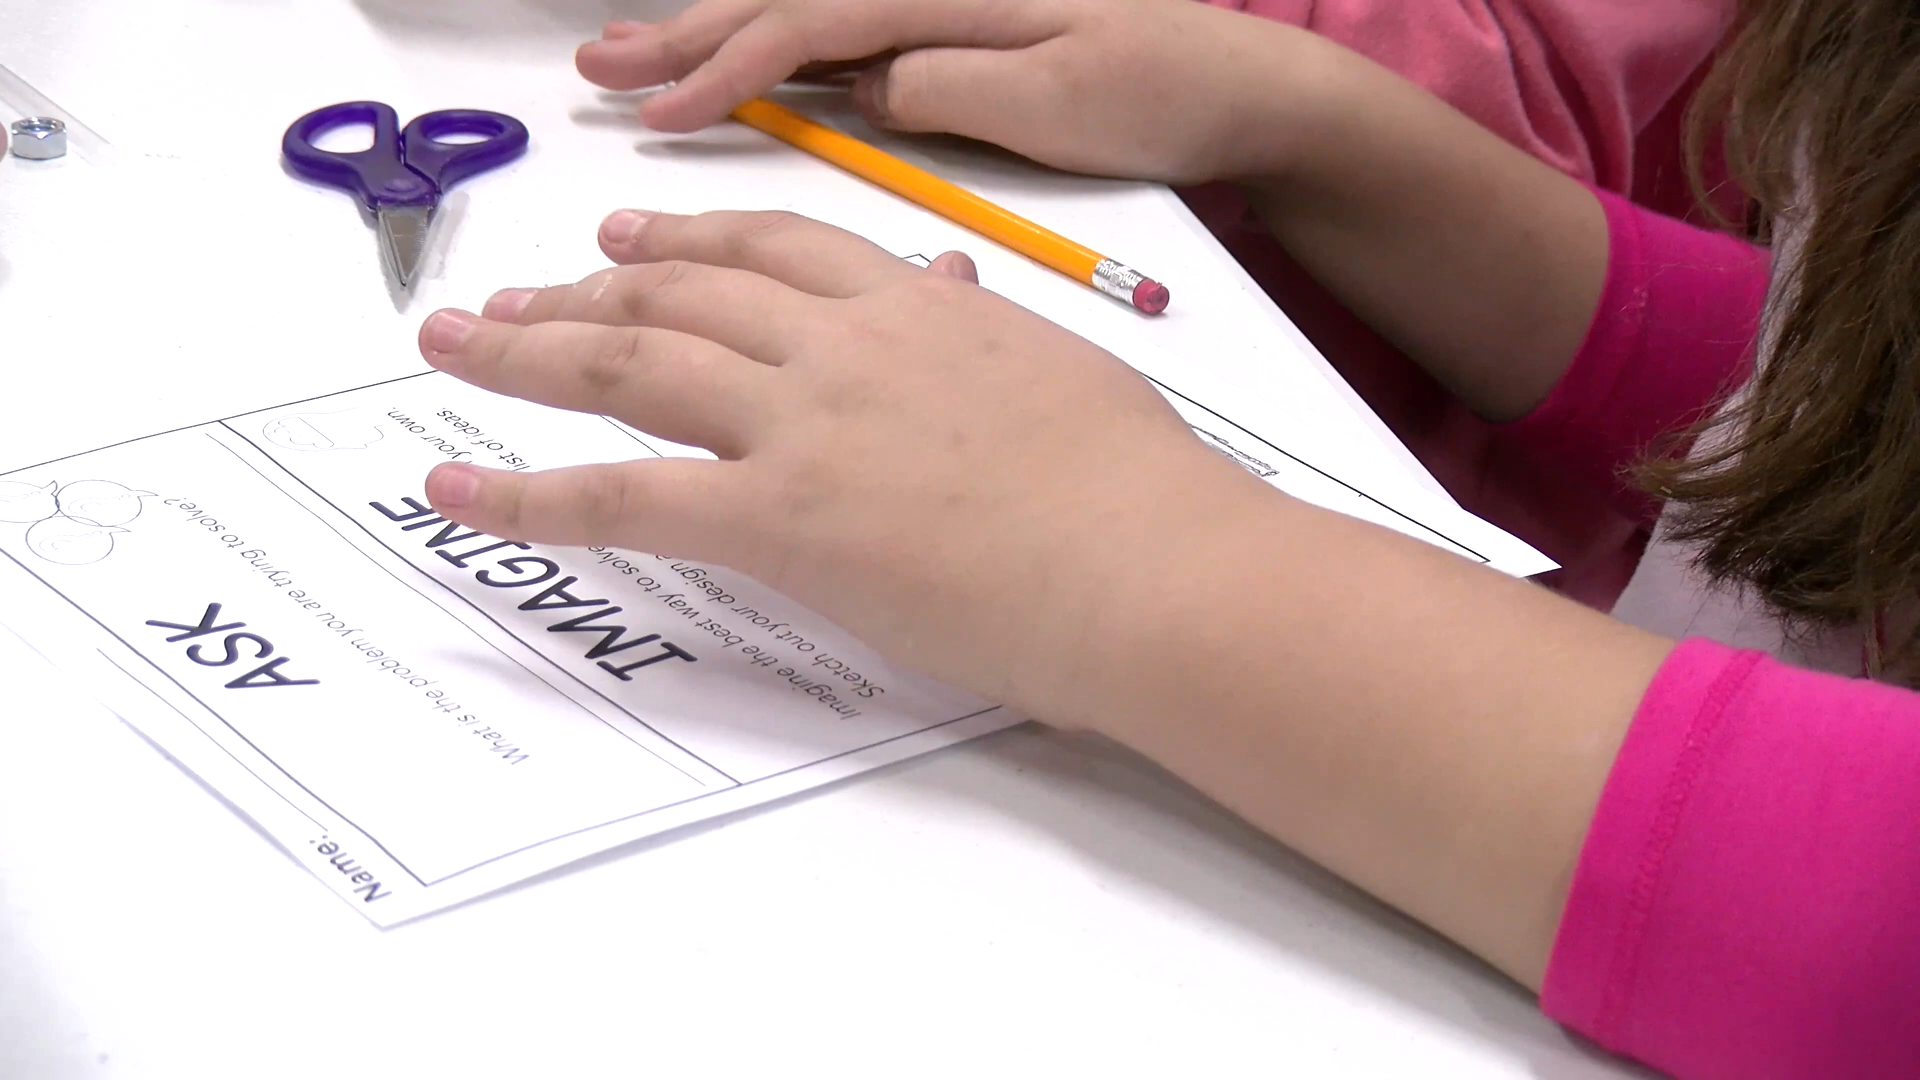 Name:
ASK
What is the problem you are trying to solve?
IMAGINE
Imagine the best way to solve
your own.
Sketch out your design
list of ideas.